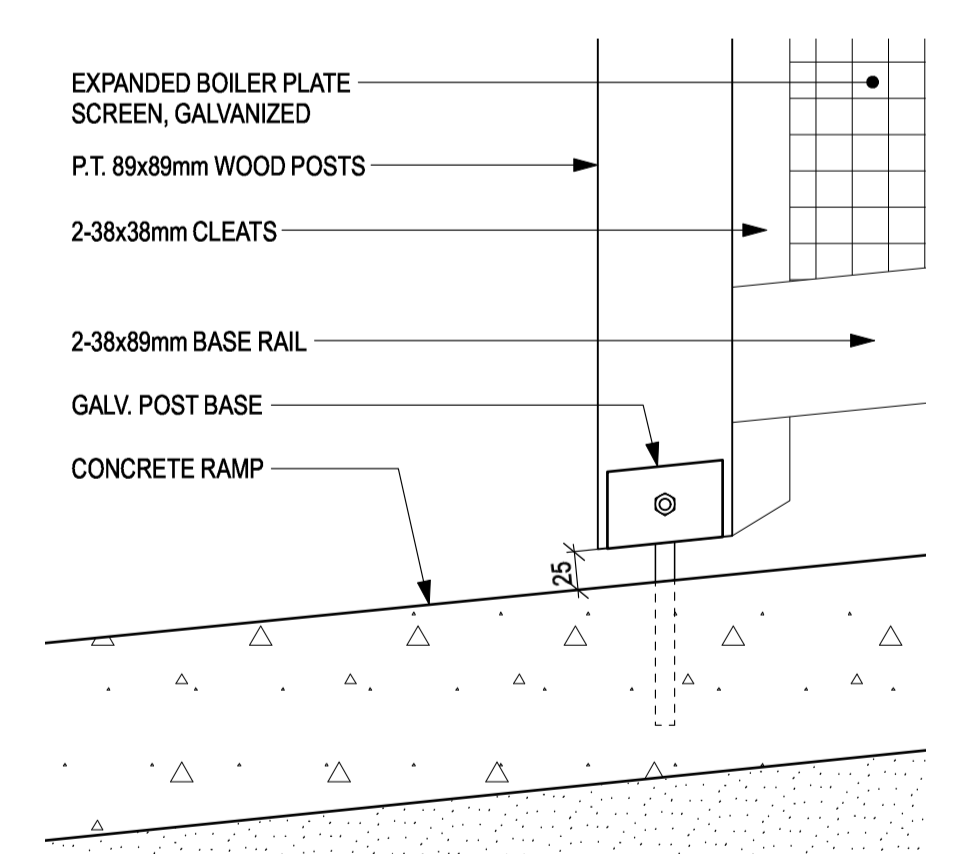 EXPANDED BOILER PLATE
SCREEN, GALVANIZED
P.T. 89x89mm WOOD POSTS
2-38x38mm CLEATS
2-38x89mm BASE RAIL
GALV. POST BASE
CONCRETE RAMP
25